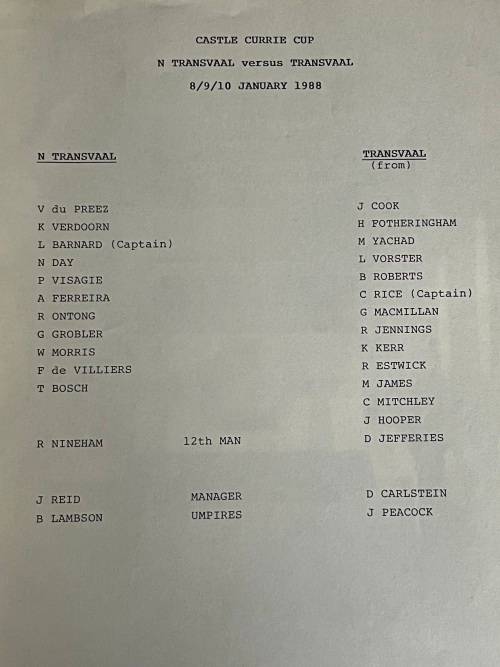 CASTLE CURRIE CUP
N TRANSVAAL versus TRANSVAAL
8/9/10 JANUARY 1988
N TRANSVAAL TRANSVAAL
(from)
V du PREEZ J COOK
K VERDOORN H FOTHERINGHAM
L BARNARD (Captain) M YACHAD
N DAY L VORSTER
P VISAGIE B ROBERTS
A FERREIRA C RICE (Captain)
R ONTONG G MACMILLAN
G GROBLER R JENNINGS
W MORRIS K KERR
F de VILLIERS R ESTWICK
T BOSCH M JAMES
C MITCHLEY
J HOOPER
R NINEHAM 12th MAN D JEFFERIES
J REID MANAGER D CARLSTEIN
B LAMBSON UMPIRES J PEACOCK